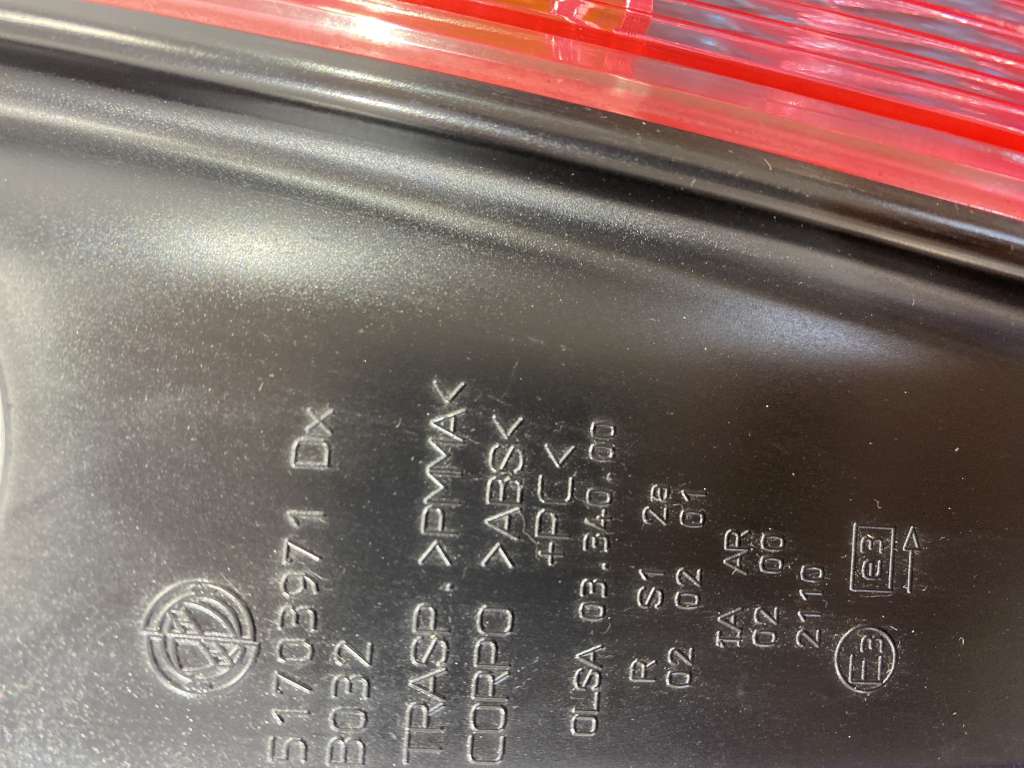 51703971 Dx
B032
TRASP. >PMMA<
CORPO >ABS<
+PC<
OLSA 03.340.00
R S1 2a
02 02 01
IA AR
02 00
2110
E3 e3